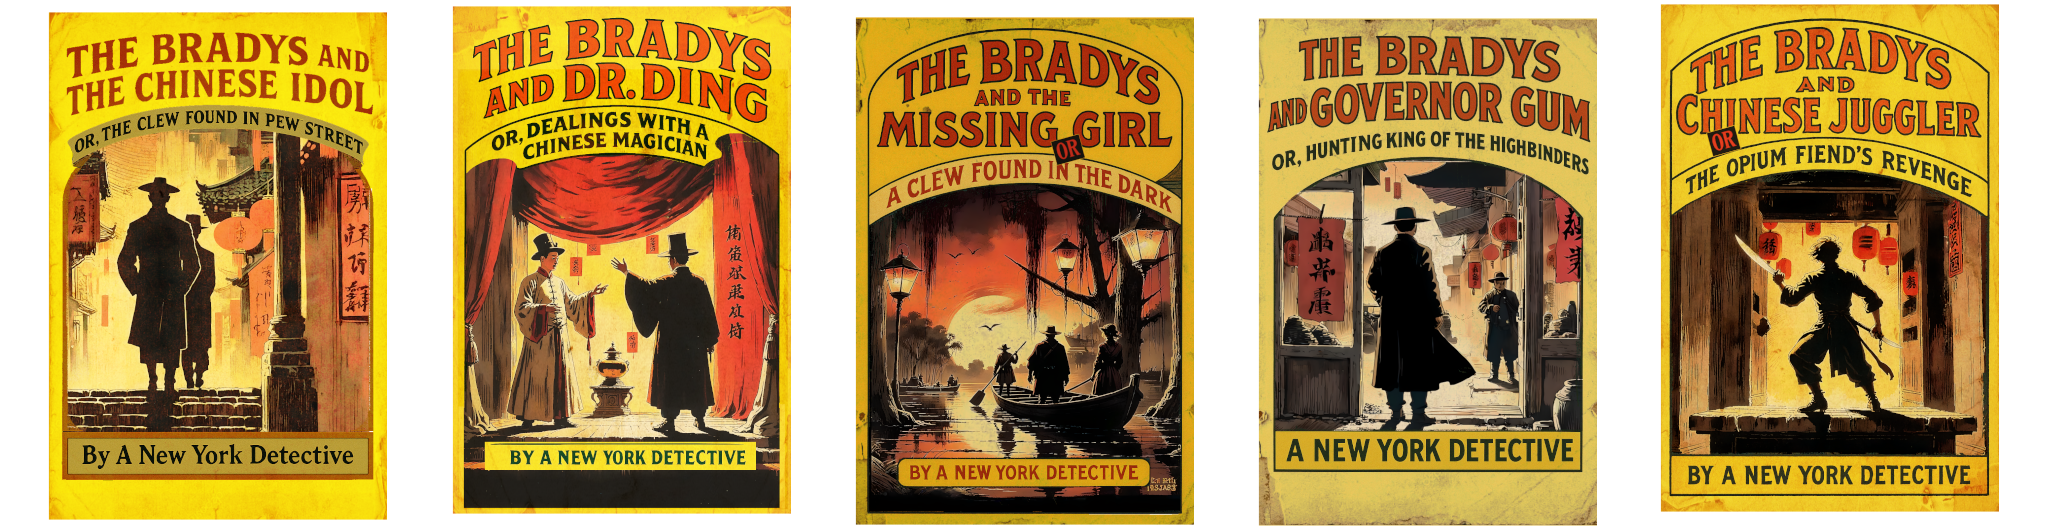 THE BRADYS AND
THE CHINESE IDOL
OR, THE CLEW FOUND IN PEW STREET
By A New York Detective
THE BRADYS
AND DR. DING
OR, DEALINGS WITH A
CHINESE MAGICIAN
BY A NEW YORK DETECTIVE
THE BRADYS
AND THE
MISSING GIRL
OR
A CLEW FOUND IN THE DARK
BY A NEW YORK DETECTIVE
THE BRADYS
AND GOVERNOR GUM
OR, HUNTING KING OF THE HIGHBINDERS
A NEW YORK DETECTIVE
THE BRADYS
AND
CHINESE JUGGLER
OR
THE OPIUM FIEND'S REVENGE
BY A NEW YORK DETECTIVE